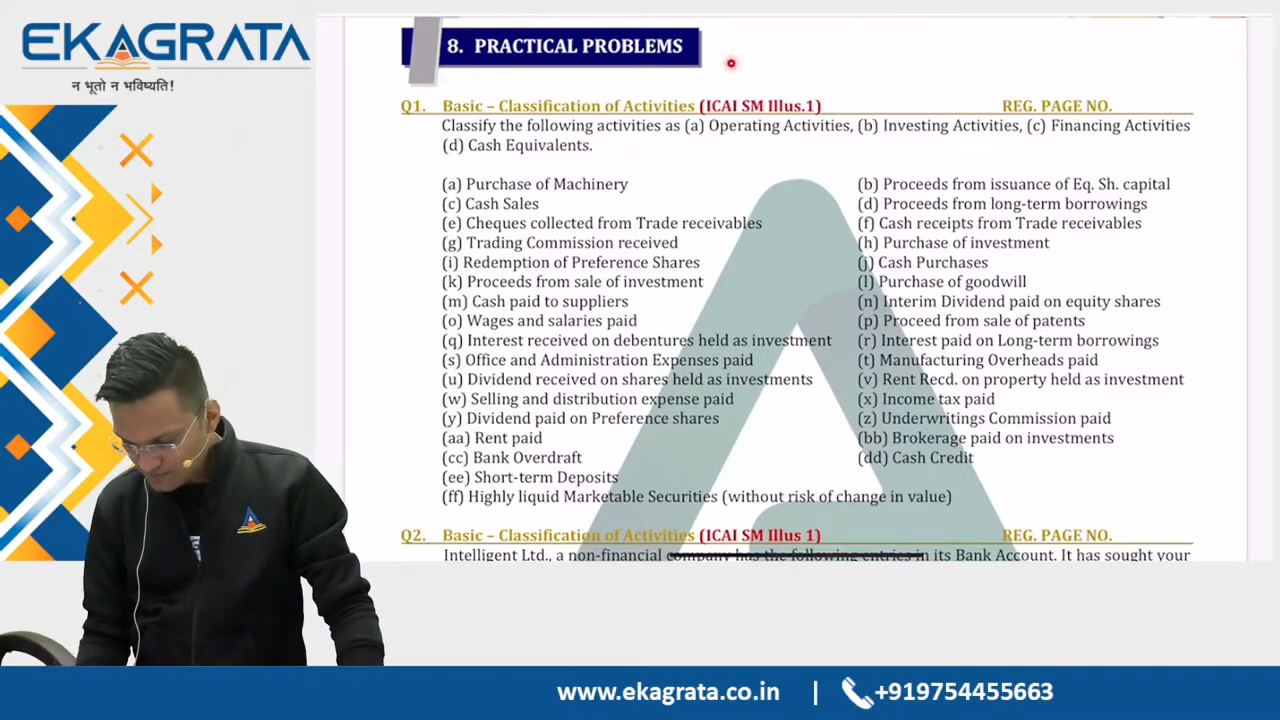 EKAGRATA
न भूतो न भविष्यति!
8. PRACTICAL PROBLEMS
Q1. Basic – Classification of Activities (ICAI SM Illus.1) REG. PAGE NO.
Classify the following activities as (a) Operating Activities, (b) Investing Activities, (c) Financing Activities
(d) Cash Equivalents.
(a) Purchase of Machinery (b) Proceeds from issuance of Eq. Sh. capital
(c) Cash Sales (d) Proceeds from long-term borrowings
(e) Cheques collected from Trade receivables (f) Cash receipts from Trade receivables
(g) Trading Commission received (h) Purchase of investment
(i) Redemption of Preference Shares (j) Cash Purchases
(k) Proceeds from sale of investment (l) Purchase of goodwill
(m) Cash paid to suppliers (n) Interim Dividend paid on equity shares
(o) Wages and salaries paid (p) Proceed from sale of patents
(q) Interest received on debentures held as investment (r) Interest paid on Long-term borrowings
(s) Office and Administration Expenses paid (t) Manufacturing Overheads paid
(u) Dividend received on shares held as investments (v) Rent Recd. on property held as investment
(w) Selling and distribution expense paid (x) Income tax paid
(y) Dividend paid on Preference shares (z) Underwritings Commission paid
(aa) Rent paid (bb) Brokerage paid on investments
(cc) Bank Overdraft (dd) Cash Credit
(ee) Short-term Deposits
(ff) Highly liquid Marketable Securities (without risk of change in value)
Q2. Basic – Classification of Activities (ICAI SM Illus 1) REG. PAGE NO.
Intelligent Ltd., a non-financial company has the following entries in its Bank Account. It has sought your
www.ekagrata.co.in | +919754455663